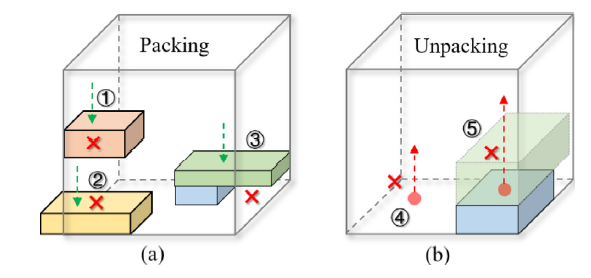 Packing
①
②
③
(a)
Unpacking
⑤
④
(b)